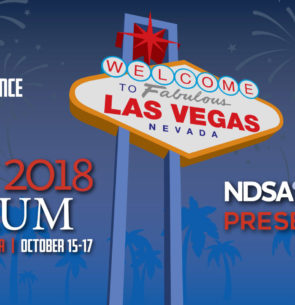 NCE
WELCOME
TO Fabulous
LAS VEGAS
NEVADA
2018
UM
OCTOBER 15-17
NDSA
PRESE